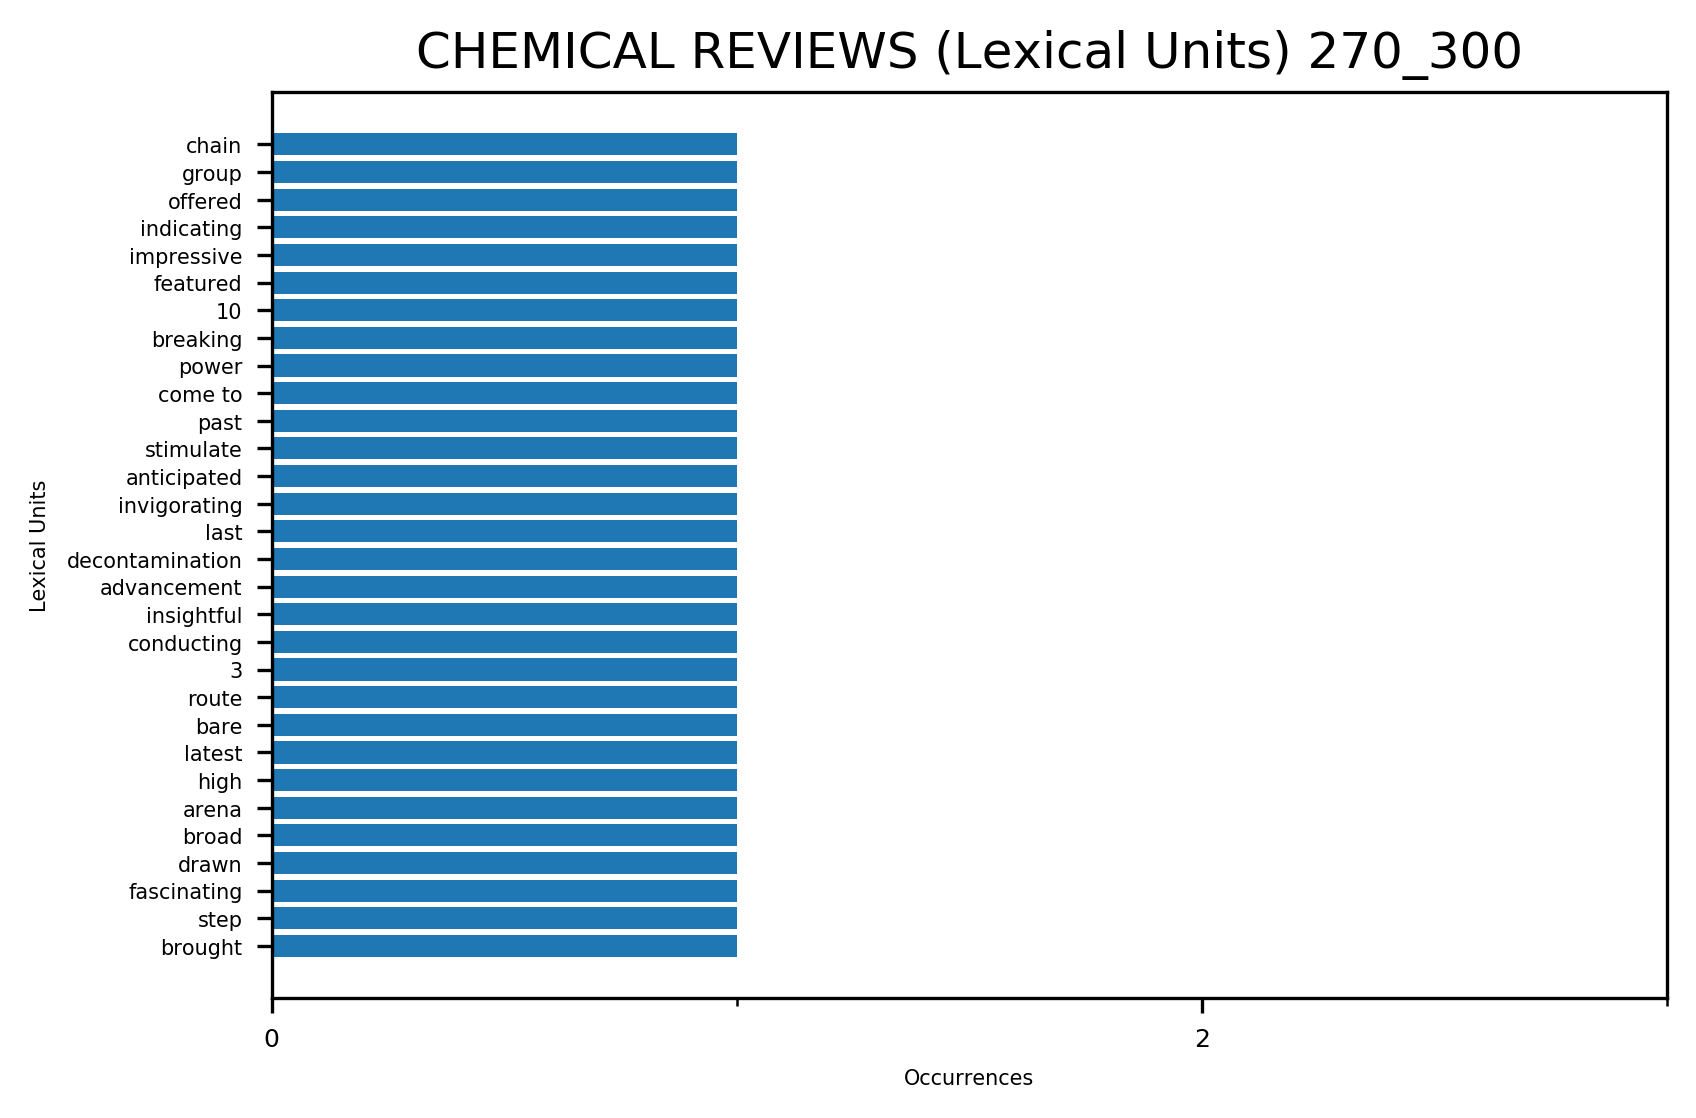 CHEMICAL REVIEWS (Lexical Units) 270_300
chain
group
offered
indicating
impressive
featured
10
breaking
power
come to
past
stimulate
anticipated
invigorating
last
decontamination
advancement
insightful
conducting
3
route
bare
latest
high
arena
broad
drawn
fascinating
step
brought
Lexical Units
0 2
Occurrences